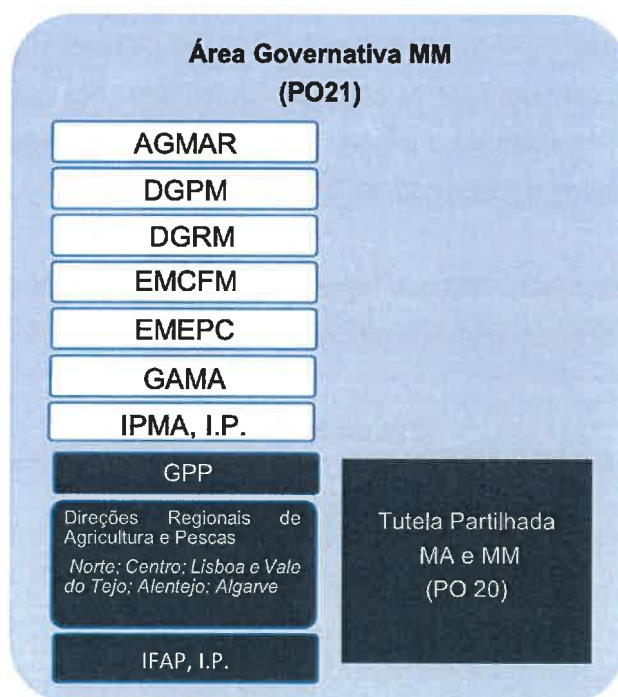 Área Governativa MM
(PO21)
AGMAR
DGPM
DGRM
EMCFM
EMEPC
GAMA
IPMA, I.P.
GPP
Direções Regionais de
Agricultura e Pescas
Norte; Centro; Lisboa e Vale
do Tejo; Alentejo; Algarve
IFAP, I.P.
Tutela Partilhada
MA e MM
(PO 20)